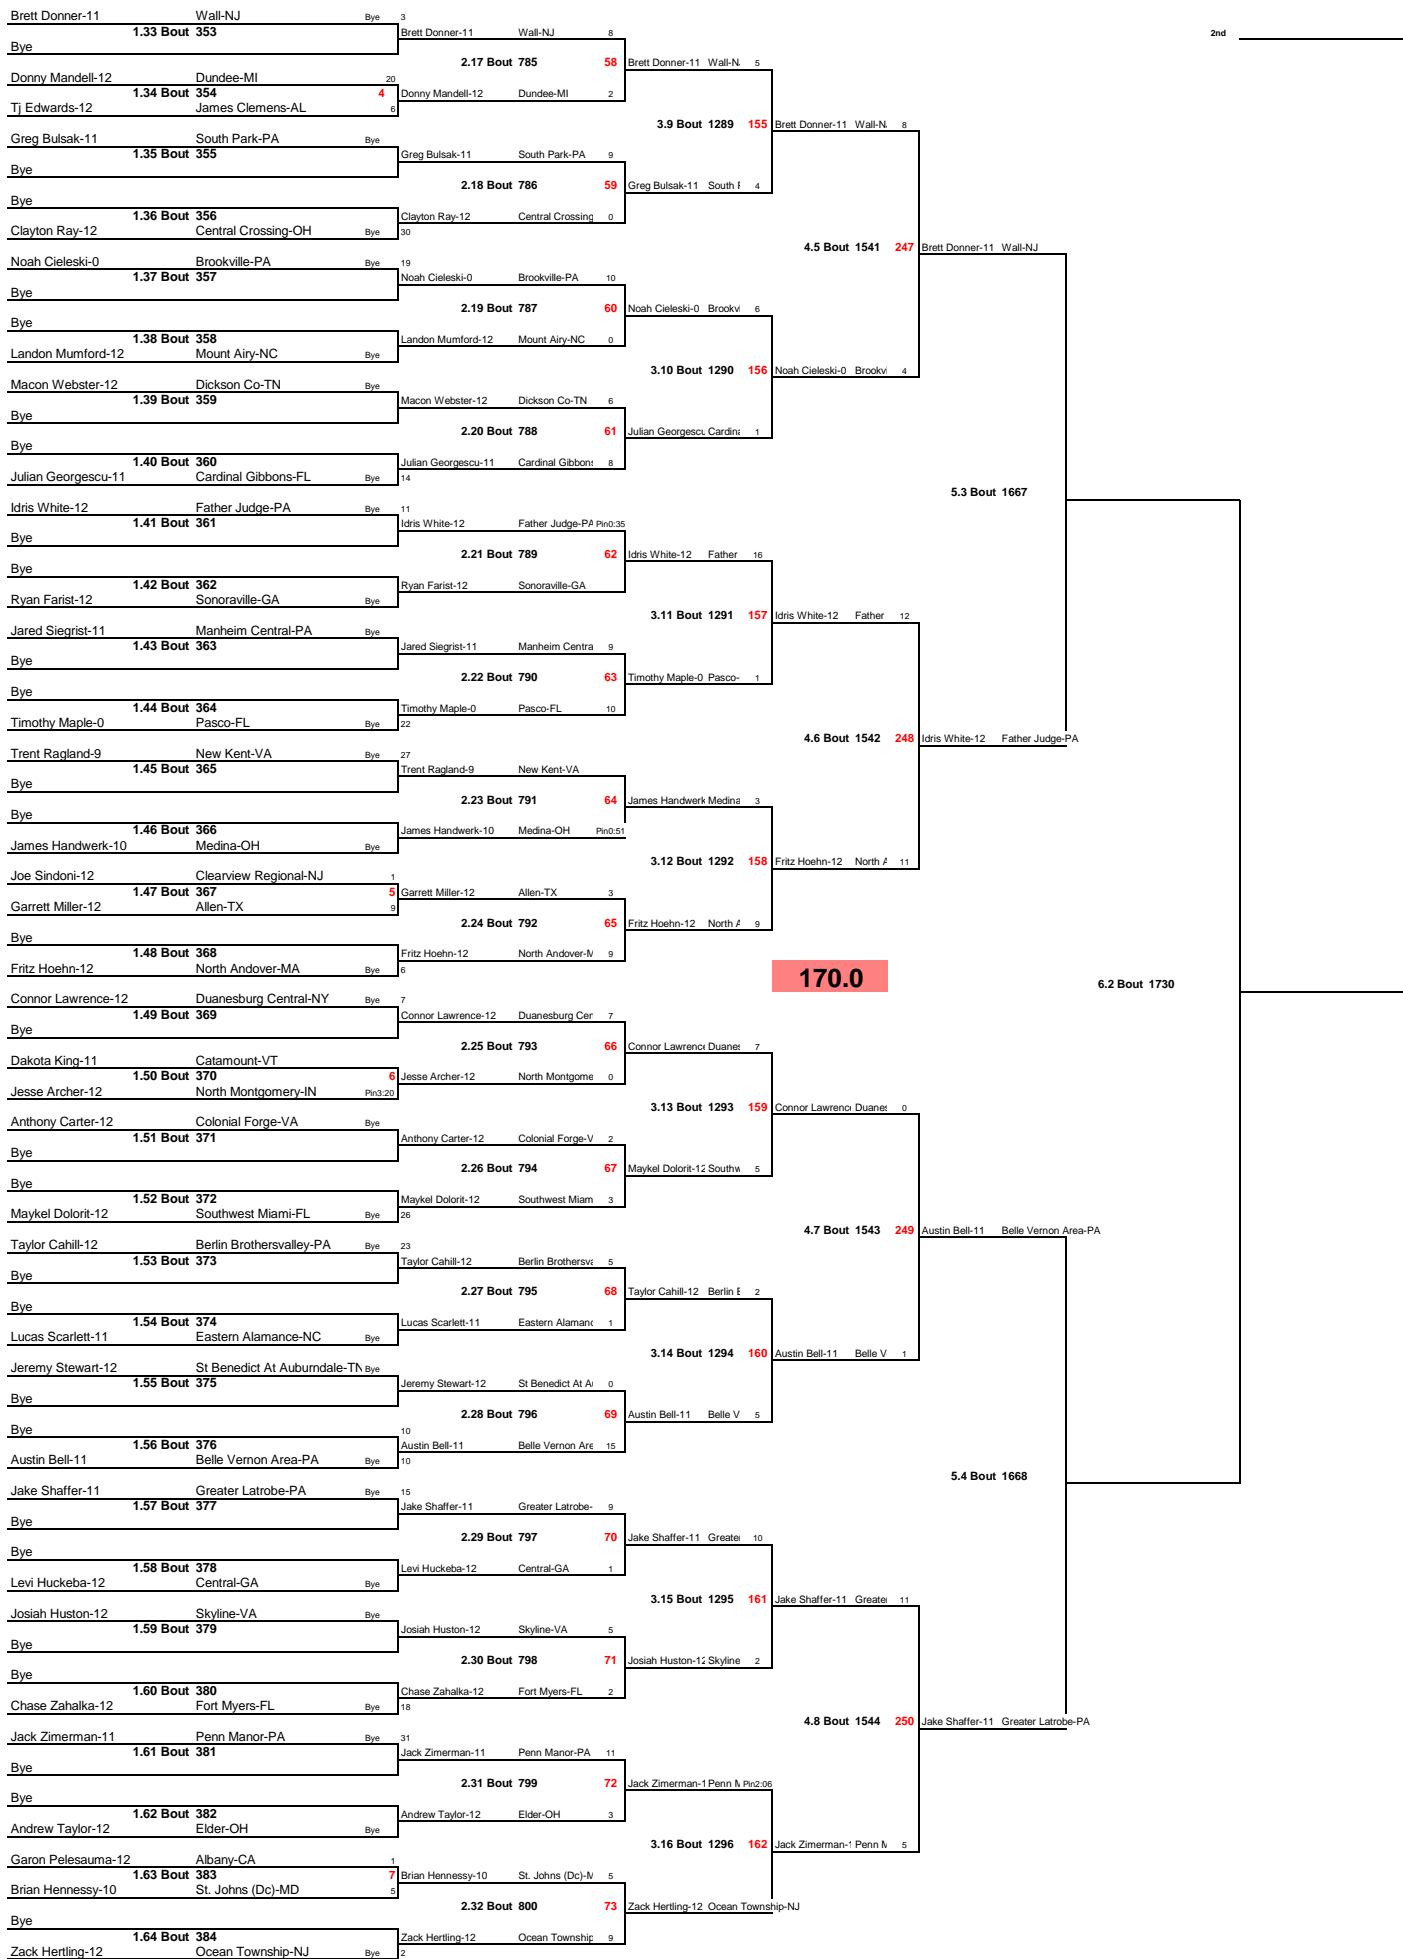 Brett Donner-11 Wall-NJ Bye 3
1.33 Bout 353
Bye
Donny Mandell-12 Dundee-MI 20
1.34 Bout 354 4
Tj Edwards-12 James Clemens-AL 6
Greg Bulsak-11 South Park-PA Bye
1.35 Bout 355
Bye
Bye
1.36 Bout 356
Clayton Ray-12 Central Crossing-OH Bye 30
Noah Cieleski-0 Brookville-PA Bye 19
1.37 Bout 357
Bye
Bye
1.38 Bout 358
Landon Mumford-12 Mount Airy-NC Bye
Macon Webster-12 Dickson Co-TN Bye
1.39 Bout 359
Bye
Bye
1.40 Bout 360
Julian Georgescu-11 Cardinal Gibbons-FL Bye 14
Idris White-12 Father Judge-PA Bye 11
1.41 Bout 361
Bye
Bye
1.42 Bout 362
Ryan Farist-12 Sonoraville-GA Bye
Jared Siegrist-11 Manheim Central-PA Bye
1.43 Bout 363
Bye
Bye
1.44 Bout 364
Timothy Maple-0 Pasco-FL Bye 22
Trent Ragland-9 New Kent-VA Bye 27
1.45 Bout 365
Bye
Bye
1.46 Bout 366
James Handwerk-10 Medina-OH Bye
Joe Sindoni-12 Clearview Regional-NJ 1
1.47 Bout 367 5
Garrett Miller-12 Allen-TX 9
Bye
1.48 Bout 368
Fritz Hoehn-12 North Andover-MA Bye 6
Connor Lawrence-12 Duanesburg Central-NY Bye 7
1.49 Bout 369
Bye
Dakota King-11 Catamount-VT
1.50 Bout 370 6
Jesse Archer-12 North Montgomery-IN Pin3:20
Anthony Carter-12 Colonial Forge-VA Bye
1.51 Bout 371
Bye
Bye
1.52 Bout 372
Maykel Dolorit-12 Southwest Miami-FL Bye 26
Taylor Cahill-12 Berlin Brothersvalley-PA Bye 23
1.53 Bout 373
Bye
Bye
1.54 Bout 374
Lucas Scarlett-11 Eastern Alamance-NC Bye
Jeremy Stewart-12 St Benedict At Auburndale-TN Bye
1.55 Bout 375
Bye
Bye 10
1.56 Bout 376
Austin Bell-11 Belle Vernon Area-PA Bye 10
Jake Shaffer-11 Greater Latrobe-PA Bye 15
1.57 Bout 377
Bye
Bye
1.58 Bout 378
Levi Huckeba-12 Central-GA Bye
Josiah Huston-12 Skyline-VA Bye
1.59 Bout 379
Bye
Bye
1.60 Bout 380
Chase Zahalka-12 Fort Myers-FL Bye 18
Jack Zimerman-11 Penn Manor-PA Bye 31
1.61 Bout 381
Bye
Bye
1.62 Bout 382
Andrew Taylor-12 Elder-OH Bye
Garon Pelesauma-12 Albany-CA 1
1.63 Bout 383 7
Brian Hennessy-10 St. Johns (Dc)-MD 5
Bye
1.64 Bout 384
Zack Hertling-12 Ocean Township-NJ Bye 2
Brett Donner-11 Wall-NJ 8
2.17 Bout 785 58
Donny Mandell-12 Dundee-MI 2
Greg Bulsak-11 South Park-PA 9
2.18 Bout 786 59
Clayton Ray-12 Central Crossing 0
Noah Cieleski-0 Brookville-PA 10
2.19 Bout 787 60
Landon Mumford-12 Mount Airy-NC 0
Macon Webster-12 Dickson Co-TN 6
2.20 Bout 788 61
Julian Georgescu-11 Cardinal Gibbons 8
Idris White-12 Father Judge-PA Pin0:35
2.21 Bout 789 62
Ryan Farist-12 Sonoraville-GA
Jared Siegrist-11 Manheim Centra 9
2.22 Bout 790 63
Timothy Maple-0 Pasco-FL 10
Trent Ragland-9 New Kent-VA
2.23 Bout 791 64
James Handwerk-10 Medina-OH Pin0:51
Garrett Miller-12 Allen-TX 3
2.24 Bout 792 65
Fritz Hoehn-12 North Andover-M 9
Connor Lawrence-12 Duanesburg Cen 7
2.25 Bout 793 66
Jesse Archer-12 North Montgome 0
Anthony Carter-12 Colonial Forge-V 2
2.26 Bout 794 67
Maykel Dolorit-12 Southwest Miam 3
Taylor Cahill-12 Berlin Brothersva 5
2.27 Bout 795 68
Lucas Scarlett-11 Eastern Alamanc 1
Jeremy Stewart-12 St Benedict At Au 0
2.28 Bout 796 69
Austin Bell-11 Belle Vernon Are 15
Jake Shaffer-11 Greater Latrobe- 9
2.29 Bout 797 70
Levi Huckeba-12 Central-GA 1
Josiah Huston-12 Skyline-VA 5
2.30 Bout 798 71
Chase Zahalka-12 Fort Myers-FL 2
Jack Zimerman-11 Penn Manor-PA 11
2.31 Bout 799 72
Andrew Taylor-12 Elder-OH 3
Brian Hennessy-10 St. Johns (Dc)-M 5
2.32 Bout 800 73
Zack Hertling-12 Ocean Township 9
Brett Donner-11 Wall-N 5
3.9 Bout 1289 155
Greg Bulsak-11 South 4
Noah Cieleski-0 Brookv 6
3.10 Bout 1290 156
Julian Georgescu Cardina 1
Idris White-12 Father 16
3.11 Bout 1291 157
Timothy Maple-0 Pasco- 1
James Handwerk Medina 3
3.12 Bout 1292 158
Fritz Hoehn-12 North A 9
Connor Lawrence Duanes 7
3.13 Bout 1293 159
Maykel Dolorit-12 Southw 5
Taylor Cahill-12 Berlin 2
3.14 Bout 1294 160
Austin Bell-11 Belle V 5
Jake Shaffer-11 Greate 10
3.15 Bout 1295 161
Josiah Huston-12 Skyline 2
Jack Zimerman-1 Penn M Pin2:06
3.16 Bout 1296 162
Zack Hertling-12 Ocean Township-NJ
Brett Donner-11 Wall-N 8
4.5 Bout 1541 247
Noah Cieleski-0 Brookv 4
Idris White-12 Father 12
4.6 Bout 1542 248
Fritz Hoehn-12 North A 11
170.0
Connor Lawrenc Duanes 0
4.7 Bout 1543 249
Austin Bell-11 Belle V 1
Jake Shaffer-11 Greate 11
4.8 Bout 1544 250
Jack Zimerman-1 Penn M 5
Brett Donner-11 Wall-NJ
5.3 Bout 1667
Idris White-12 Father Judge-PA
Austin Bell-11 Belle Vernon Area-PA
5.4 Bout 1668
Jake Shaffer-11 Greater Latrobe-PA
6.2 Bout 1730
2nd